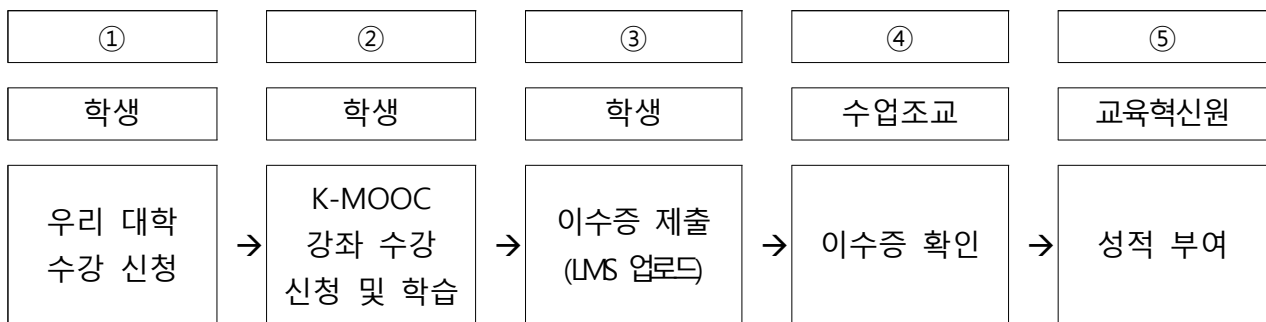 ① ② ③ ④ ⑤
학생 학생 학생 수업조교 교육혁신원
우리 대학
수강 신청
→
K-MOOC
강좌 수강
신청 및 학습
→
이수증 제출
(LMS 업로드)
→
이수증 확인
→
성적 부여